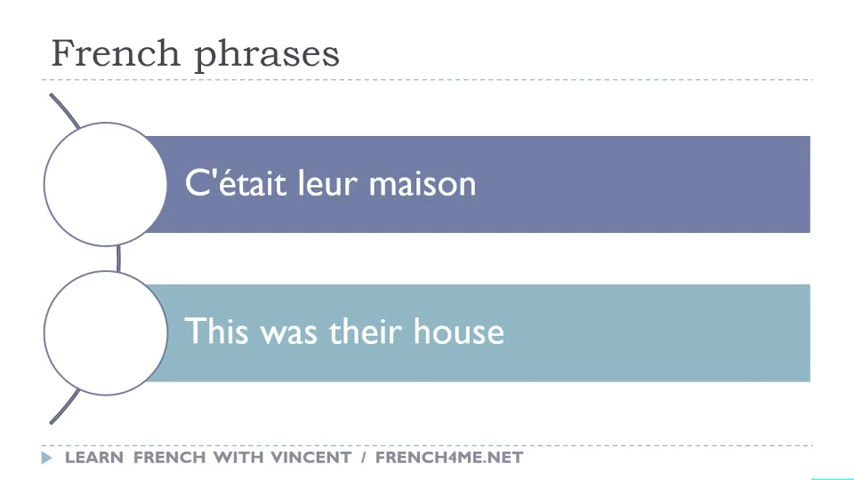 French phrases
C'était leur maison
This was their house
LEARN FRENCH WITH VINCENT / FRENCH4ME.NET